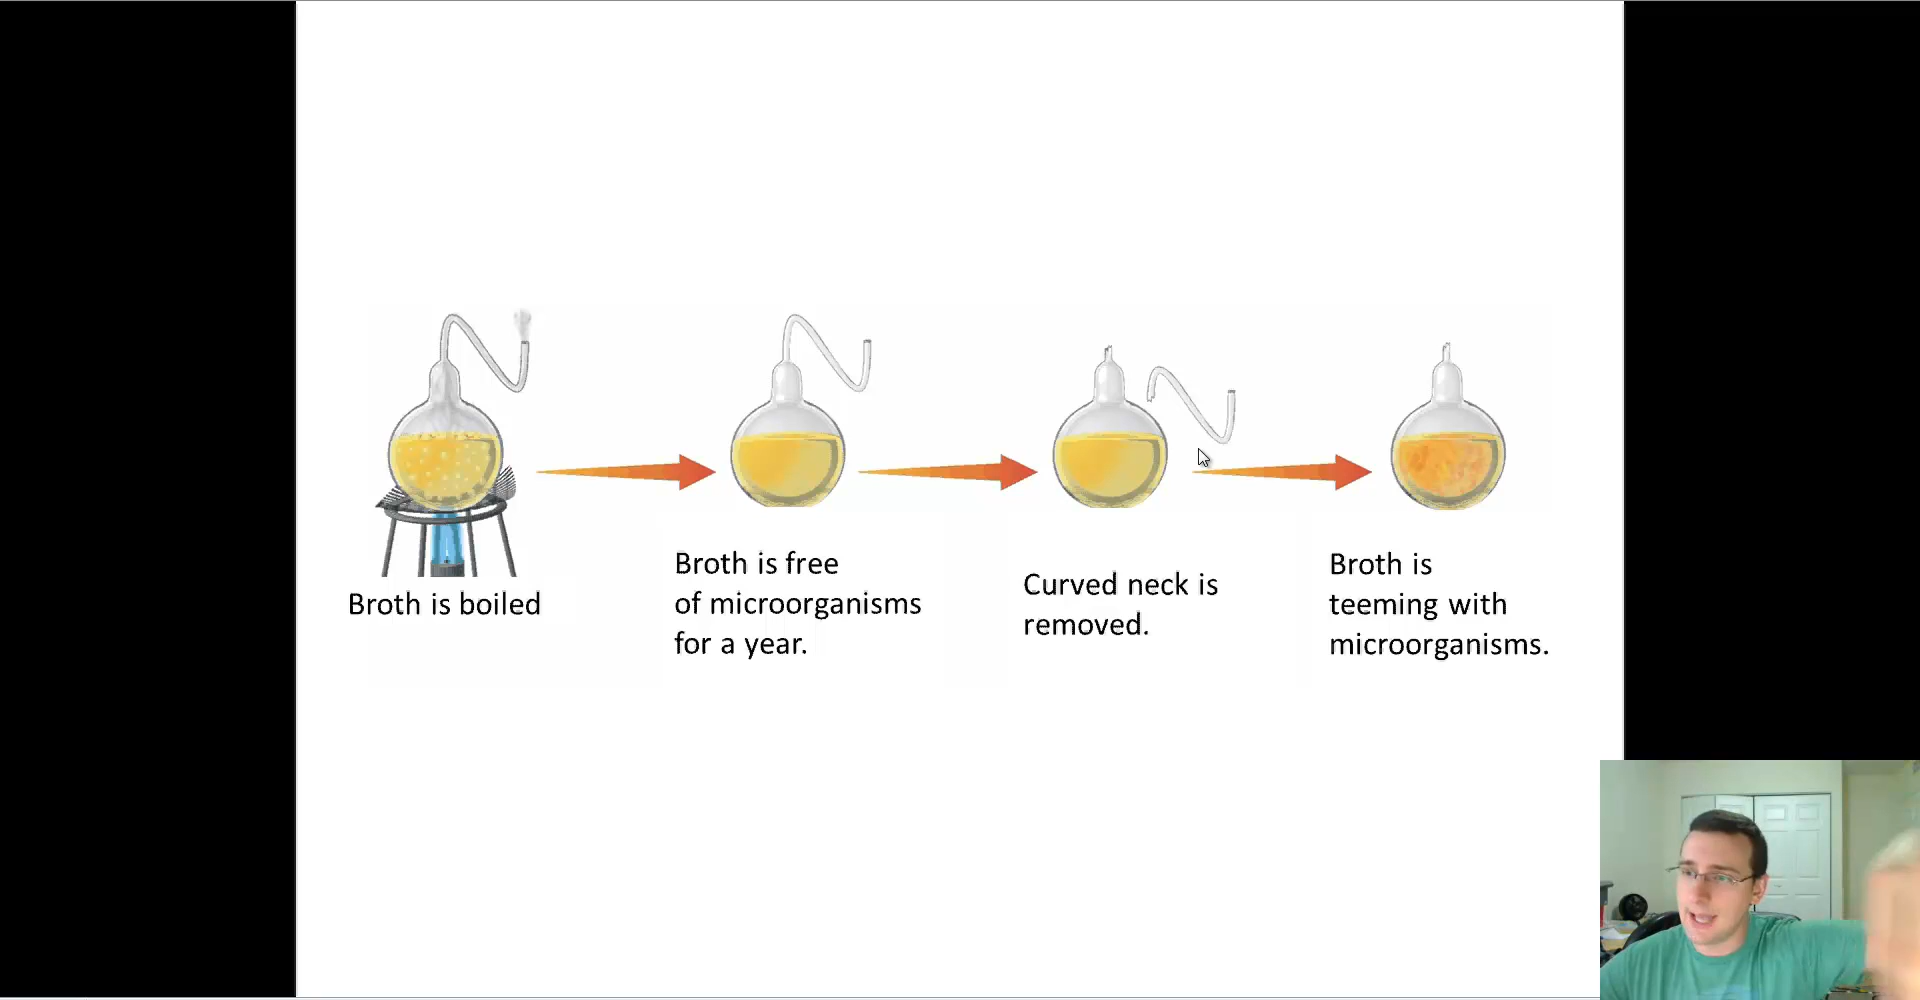 Broth is boiled
Broth is free
of microorganisms
for a year.
Curved neck is
removed.
Broth is
teeming with
microorganisms.